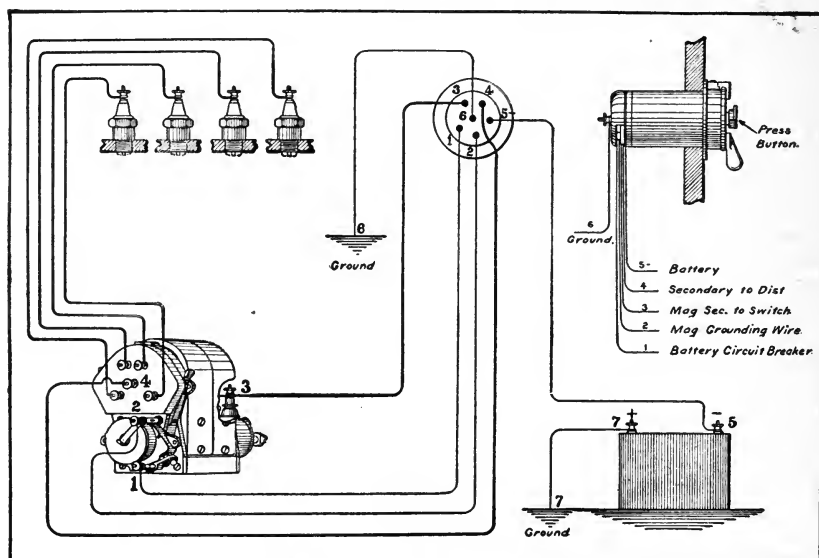 3 4
6 5-
1
2
Press
Button.
6
Ground
6
Ground.
5- Battery
4 Secondary to Dist
3 Mag Sec. to Switch
2 Mag Grounding Wire.
1 Battery Circuit Breaker.
4
3
2
1
+ -
7 5
7
Ground